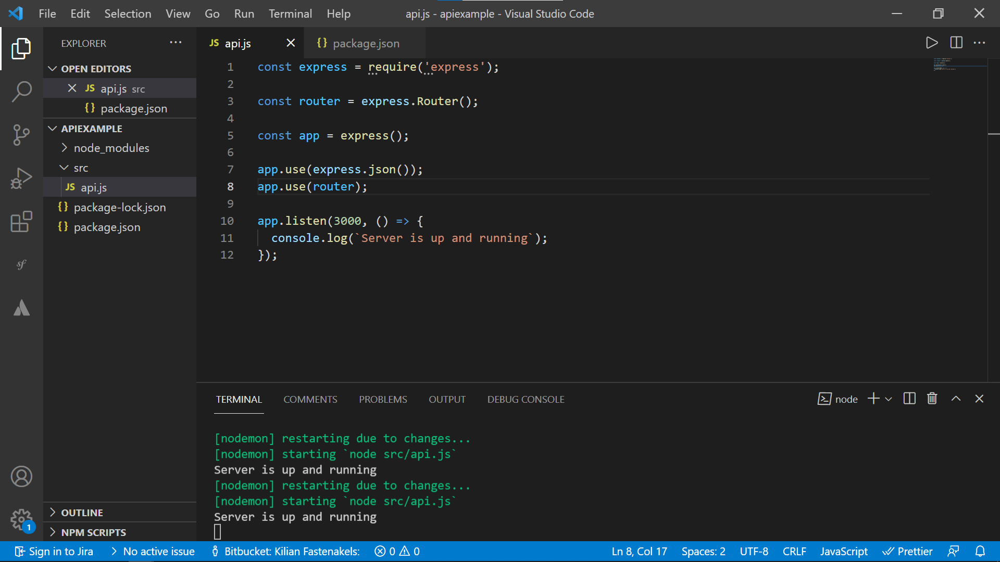 File Edit Selection View Go Run Terminal Help
api.js - apiexample - Visual Studio Code
EXPLORER
OPEN EDITORS
JS api.js src
{} package.json
APIEXAMPLE
node_modules
src
JS api.js
{} package-lock.json
{} package.json
OUTLINE
NPM SCRIPTS
JS api.js
{} package.json
1 const express = require('express');
2
3 const router = express.Router();
4
5 const app = express();
6
7 app.use(express.json());
8 app.use(router);
9
10 app.listen(3000, () => {
11 console.log(`Server is up and running`);
12 });
TERMINAL COMMENTS PROBLEMS OUTPUT DEBUG CONSOLE
node
[nodemon] restarting due to changes...
[nodemon] starting `node src/api.js`
Server is up and running
[nodemon] restarting due to changes...
[nodemon] starting `node src/api.js`
Server is up and running
1
Sign in to Jira No active issue Bitbucket: Kilian Fastenakels: 0 0 Ln 8, Col 17 Spaces: 2 UTF-8 CRLF JavaScript Prettier